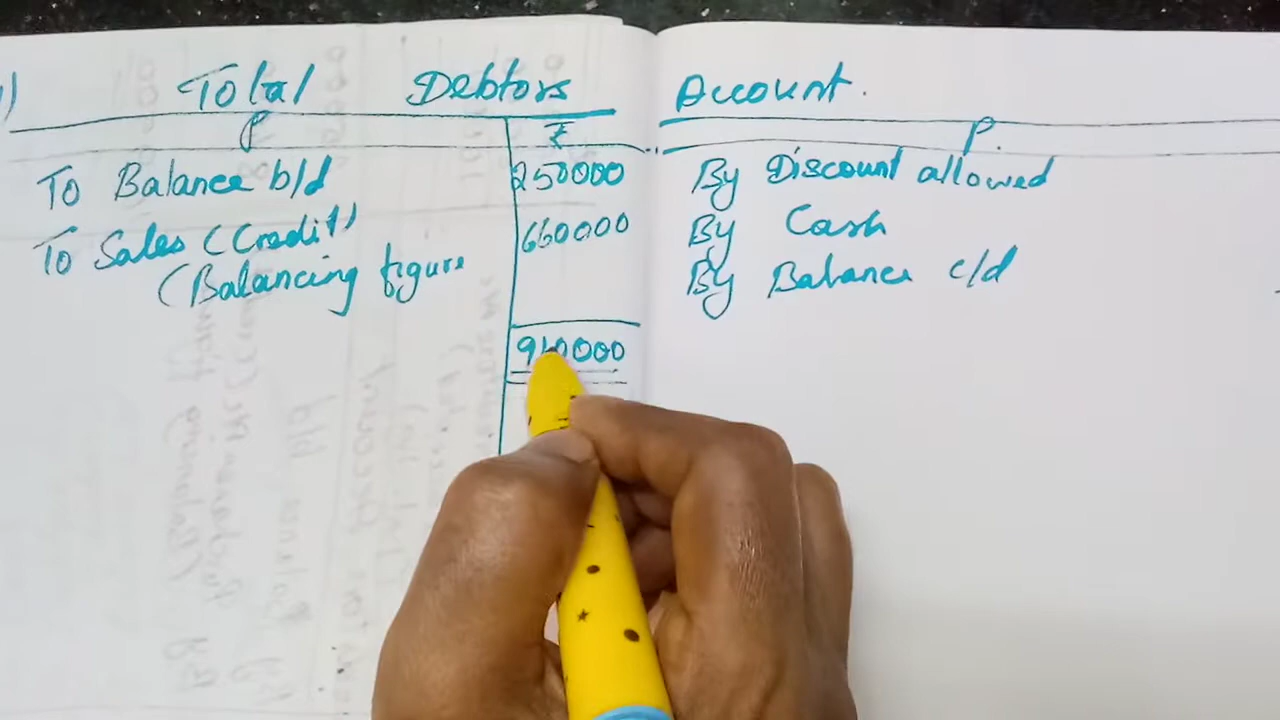 1)
Total Debtors Account.
P ₹ P.
To Balance b/d 250000 By Discount allowed
To Sales (Credit) 660000 By Cash
(Balancing figure By Balance c/d
910000